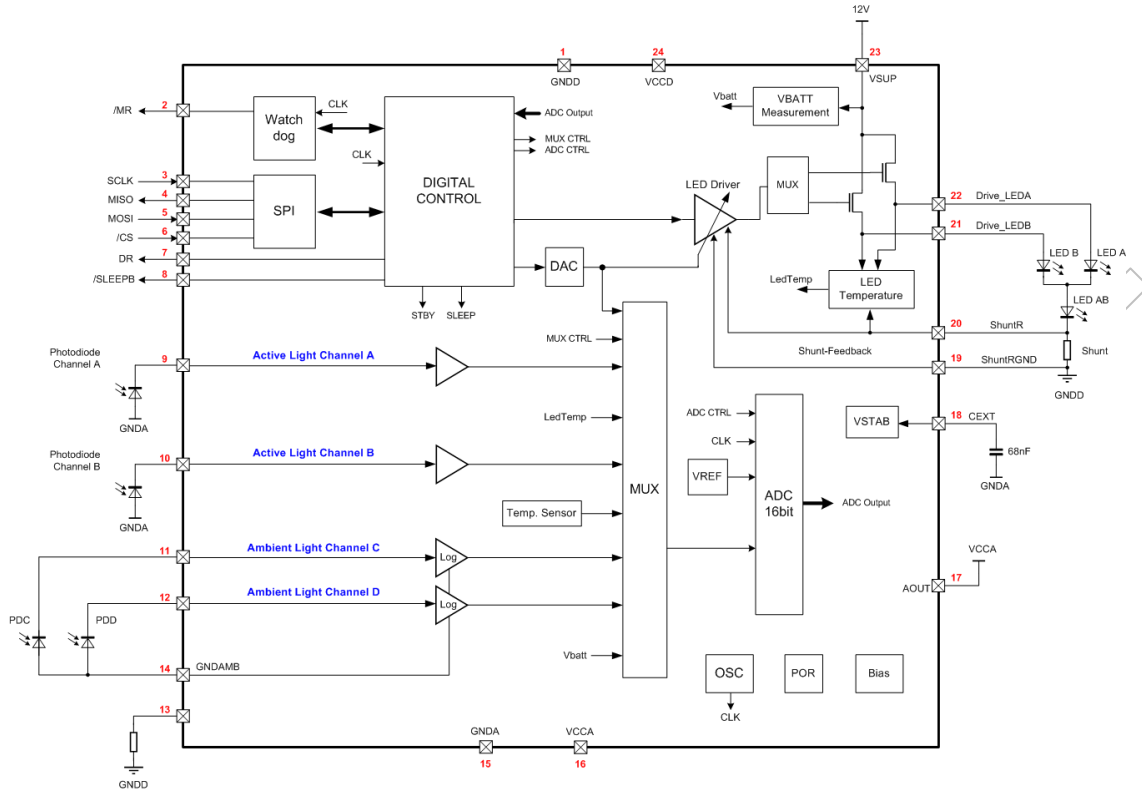 12V
1
24
23
GNDD
VCCD
VSUP
/MR
2
Watch
dog
CLK
ADC Output
MUX CTRL
ADC CTRL
CLK
DIGITAL
CONTROL
Vbatt
VBATT
Measurement
SCLK
3
MISO
4
MOSI
5
/CS
6
SPI
DR
7
/SLEEPB
8
LED Driver
MUX
22
Drive_LEDA
21
Drive_LEDB
LED B
LED A
DAC
LedTemp
LED
Temperature
LED AB
STBY
SLEEP
20
ShuntR
Shunt-Feedback
Shunt
19
ShuntRGND
GNDD
MUX CTRL
Photodiode
Channel A
9
Active Light Channel A
GNDA
LedTemp
ADC CTRL
CLK
VSTAB
18
CEXT
68nF
GNDA
Photodiode
Channel B
10
Active Light Channel B
GNDA
MUX
VREF
ADC
16bit
ADC Output
Temp. Sensor
11
Ambient Light Channel C
Log
12
Ambient Light Channel D
Log
VCCA
17
AOUT
PDC
PDD
14
GNDAMB
Vbatt
OSC
POR
Bias
CLK
13
GNDD
GNDA
VCCA
15
16